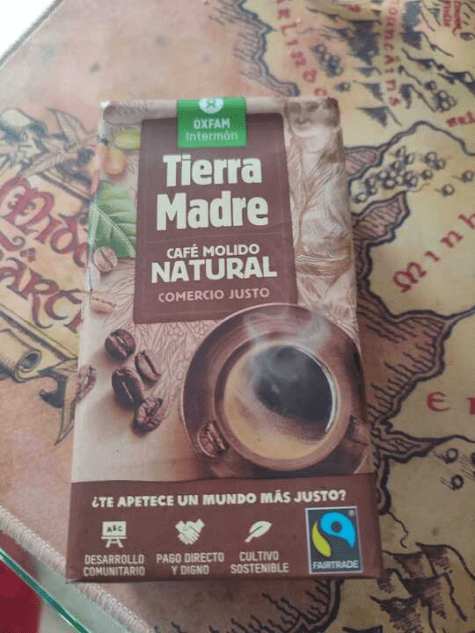 OXFAM
Intermón
Tierra
Madre
CAFÉ MOLIDO
NATURAL
COMERCIO JUSTO
¿TE APETECE UN MUNDO MÁS JUSTO?
ABC
DESARROLLO
COMUNITARIO
PAGO DIRECTO
Y DIGNO
CULTIVO
SOSTENIBLE
FAIRTRADE